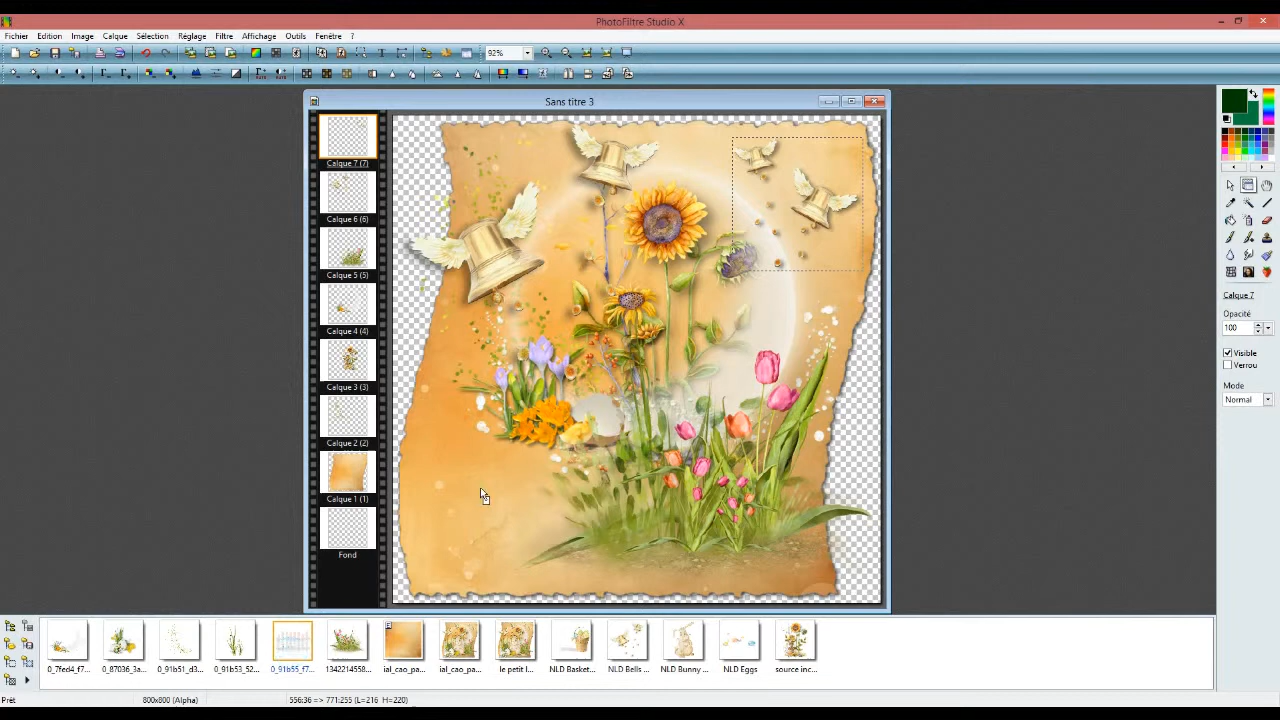 PhotoFiltre Studio X
Fichier Edition Image Calque Sélection Réglage Filtre Affichage Outils Fenêtre ?
92%
Sans titre 3
Calque 7 (7)
Calque 6 (6)
Calque 5 (5)
Calque 4 (4)
Calque 3 (3)
Calque 2 (2)
Calque 1 (1)
Fond
Calque 7
Opacité
100
Visible
Verrou
Mode
Normal
0_7fed4_f7... 0_87036_3a... 0_91b51_d3... 0_91b53_52... 0_91b55_f7... 1342214558... ial_cao_pa... ial_cao_pa... le petit l... NLD Basket... NLD Bells ... NLD Bunny ... NLD Eggs source inc...
Prêt 800x800 (Alpha) 556:36 => 771:255 (L=216 H=220)